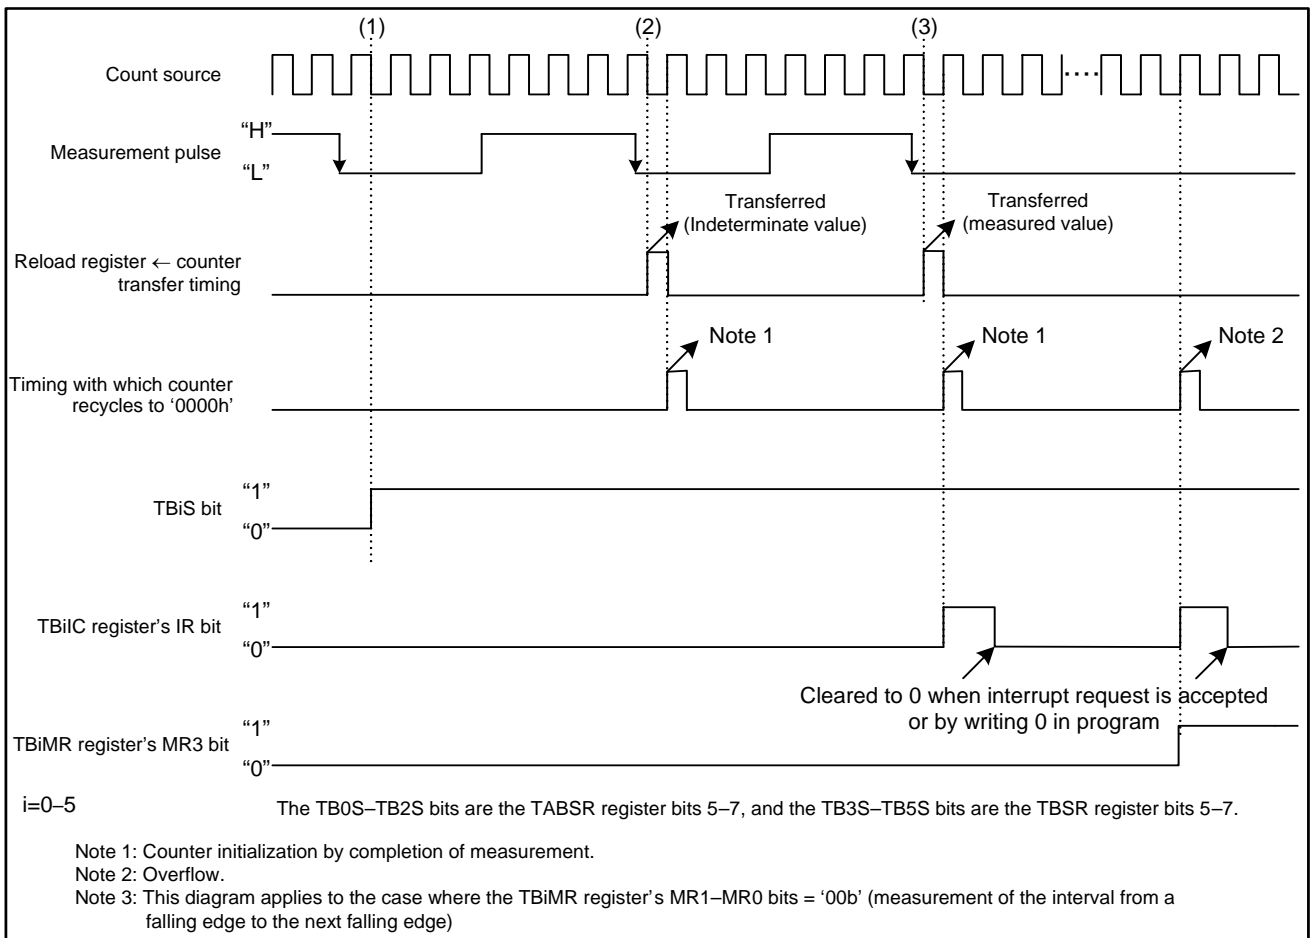 (1) (2) (3)
Count source
“H”
Measurement pulse
“L”
Transferred
(Indeterminate value)
Transferred
(measured value)
Reload register ← counter
transfer timing
Note 1 Note 1 Note 2
Timing with which counter
recycles to ‘0000h’
“1”
TBiS bit
“0”
“1”
TBiIC register’s IR bit
“0”
Cleared to 0 when interrupt request is accepted
or by writing 0 in program
“1”
TBiMR register’s MR3 bit
“0”
i=0–5 The TB0S–TB2S bits are the TABSR register bits 5–7, and the TB3S–TB5S bits are the TBSR register bits 5–7.
Note 1: Counter initialization by completion of measurement.
Note 2: Overflow.
Note 3: This diagram applies to the case where the TBiMR register’s MR1–MR0 bits = ‘00b’ (measurement of the interval from a
falling edge to the next falling edge)